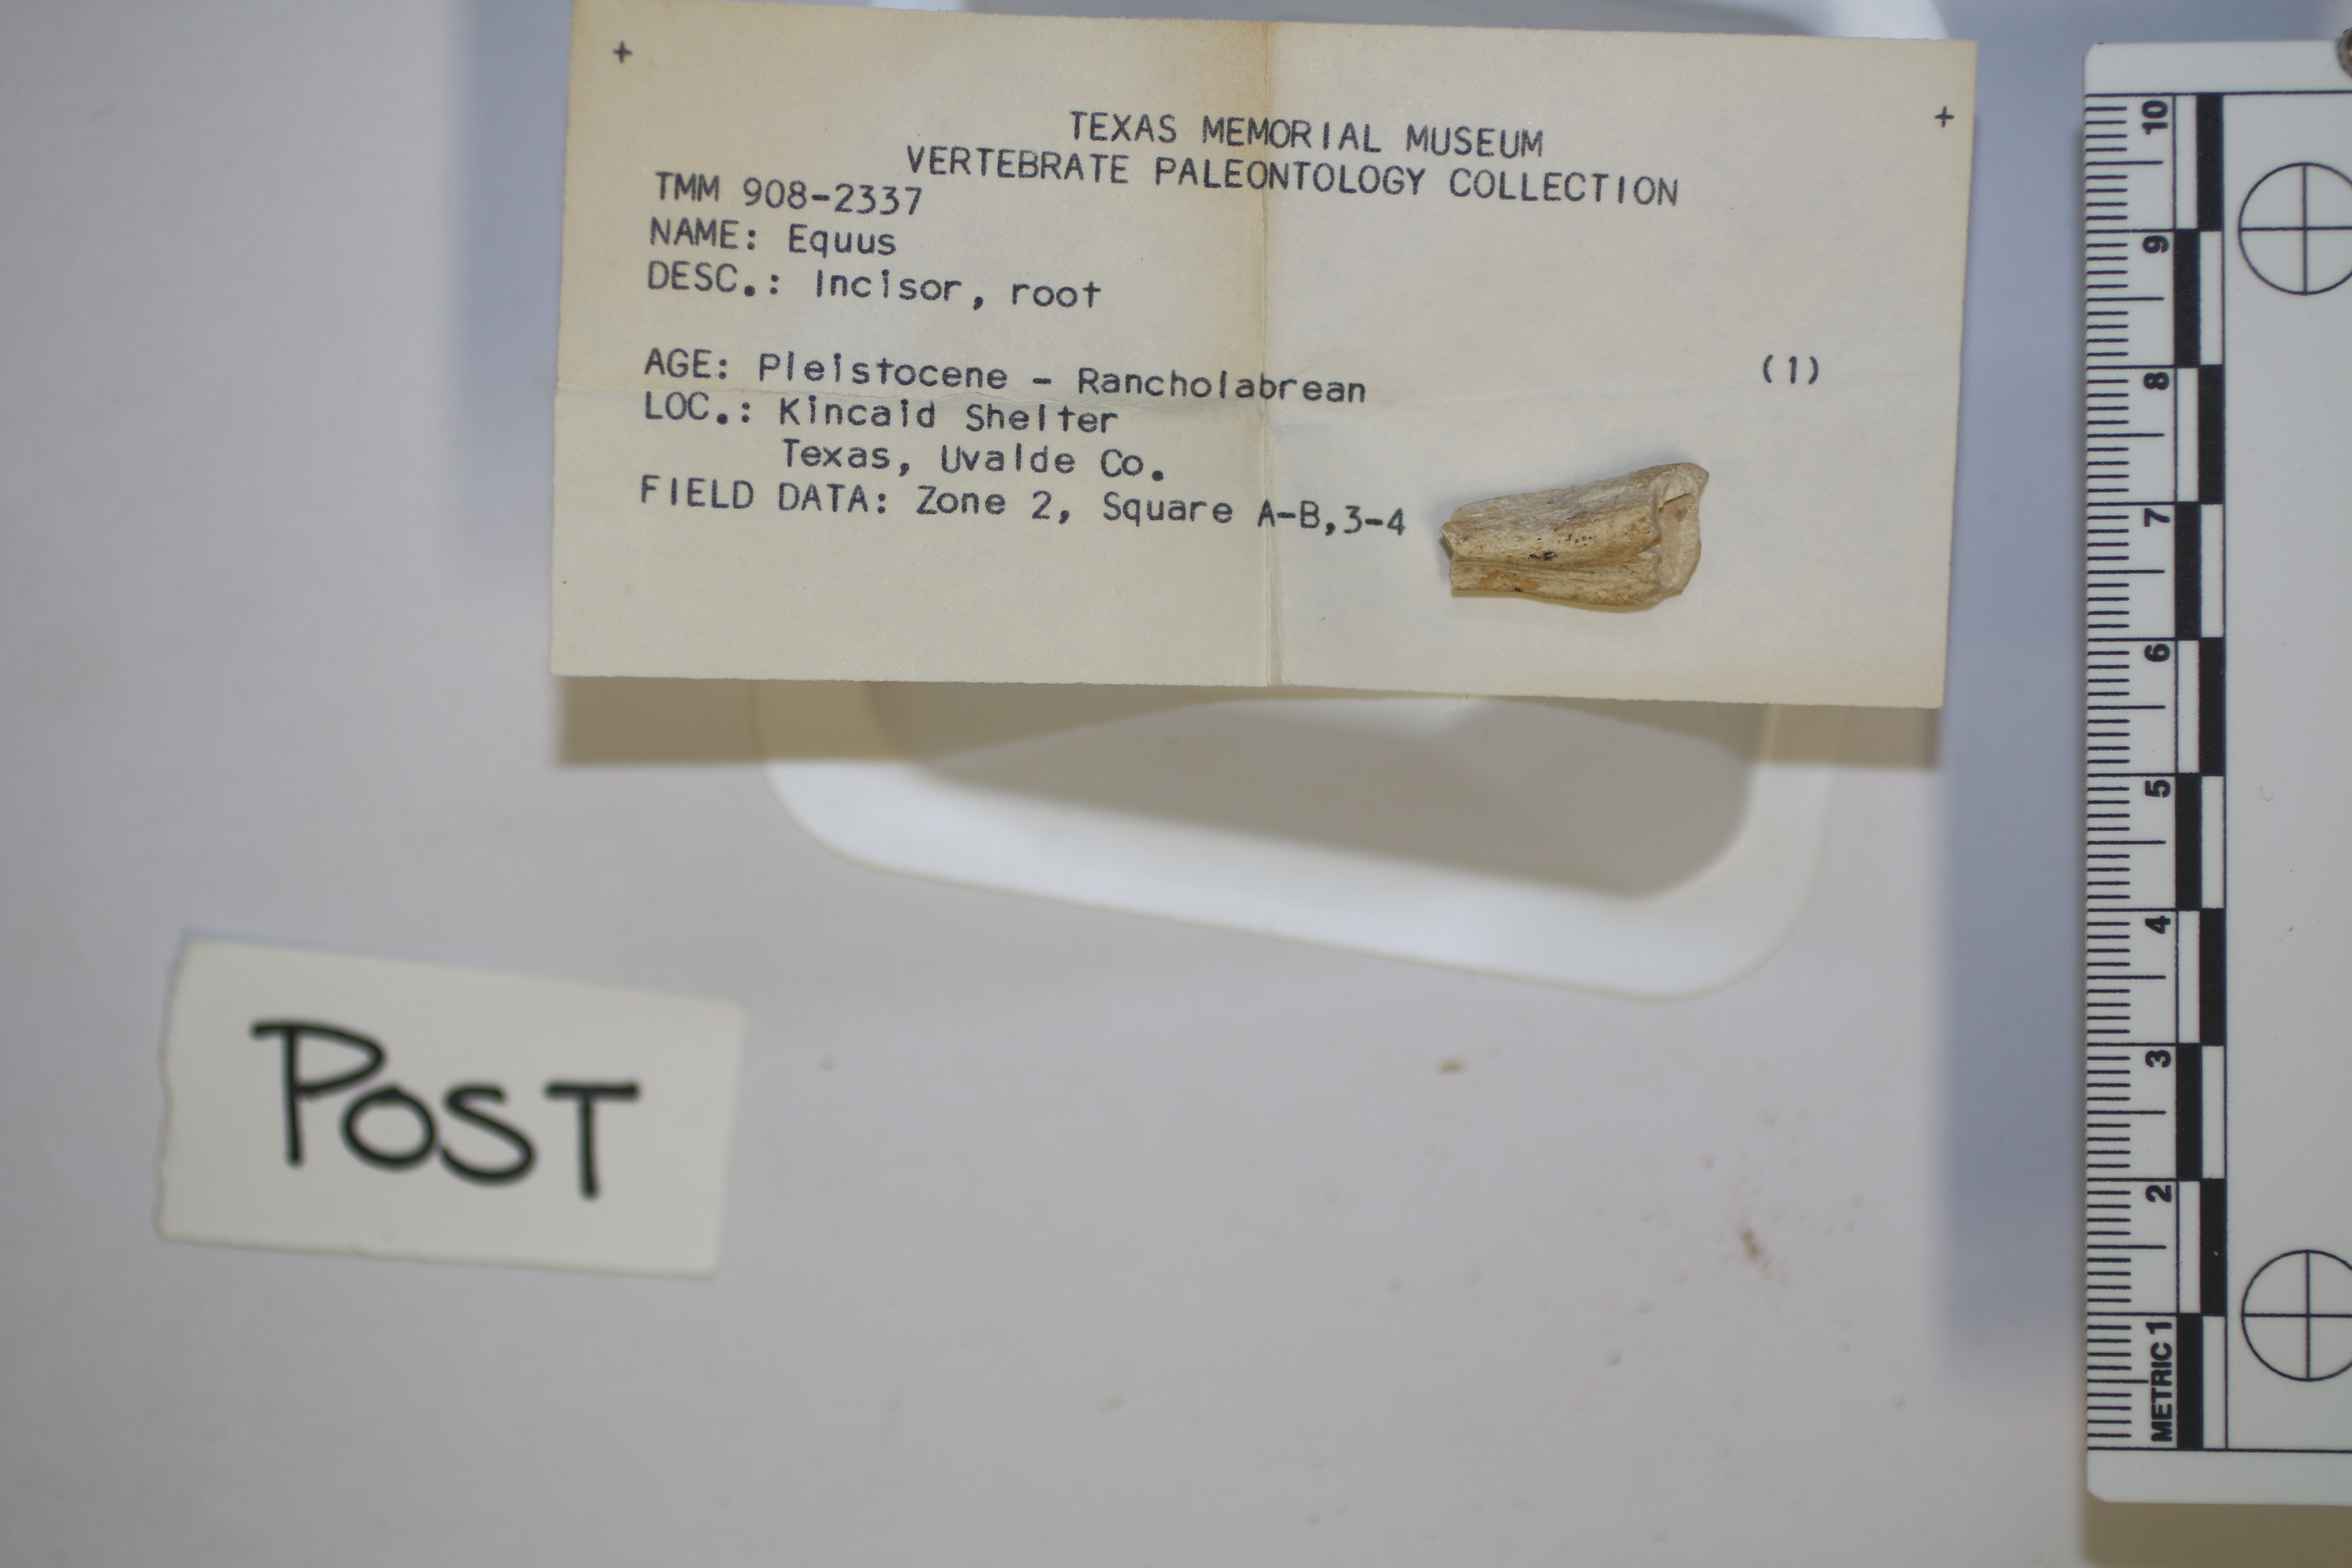 + +
TEXAS MEMORIAL MUSEUM
VERTEBRATE PALEONTOLOGY COLLECTION
TMM 908-2337
NAME: Equus
DESC.: Incisor, root
AGE: Pleistocene - Rancholabrean (1)
LOC.: Kincaid Shelter
Texas, Uvalde Co.
FIELD DATA: Zone 2, Square A-B,3-4
POST
10
9
8
7
6
5
4
3
2
METRIC 1